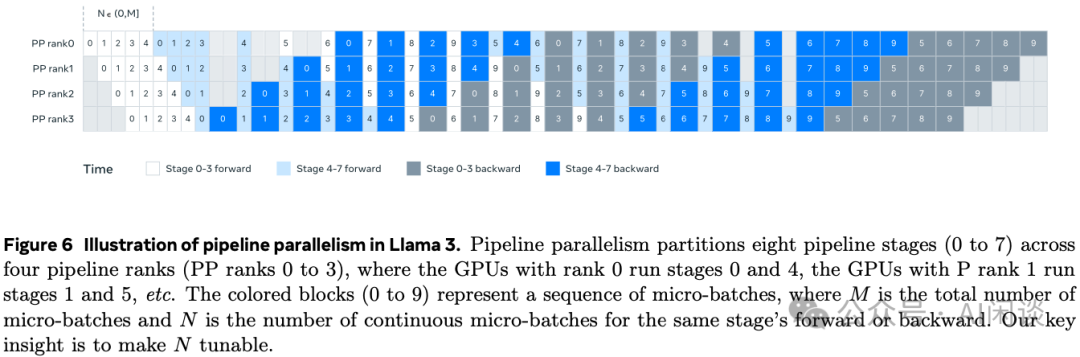 N ∈ (0,M]
PP rank0 0 1 2 3 4 0 1 2 3 4 5 6 0 7 1 8 2 9 3 5 4 6 0 7 1 8 2 9 3 4 5 6 7 8 9 5 6 7 8 9
PP rank1 0 1 2 3 4 0 1 2 3 4 0 5 1 6 2 7 3 8 4 9 0 5 1 6 2 7 3 8 4 9 5 6 7 8 9 5 6 7 8 9
PP rank2 0 1 2 3 4 0 1 2 0 3 1 4 2 5 3 6 4 7 0 8 1 9 2 5 3 6 4 7 5 8 6 9 7 8 9 5 6 7 8 9
PP rank3 0 1 2 3 4 0 0 1 1 2 2 3 3 4 4 5 0 6 1 7 2 8 3 9 4 5 5 6 6 7 7 8 8 9 9 5 6 7 8 9
Time Stage 0-3 forward Stage 4-7 forward Stage 0-3 backward Stage 4-7 backward
Figure 6 Illustration of pipeline parallelism in Llama 3. Pipeline parallelism partitions eight pipeline stages (0 to 7) across
four pipeline ranks (PP ranks 0 to 3), where the GPUs with rank 0 run stages 0 and 4, the GPUs with P rank 1 run
stages 1 and 5, etc. The colored blocks (0 to 9) represent a sequence of micro-batches, where M is the total number of
micro-batches and N is the number of continuous micro-batches for the same stage's forward or backward. Our key
insight is to make N tunable.
公众号 · AI闲谈